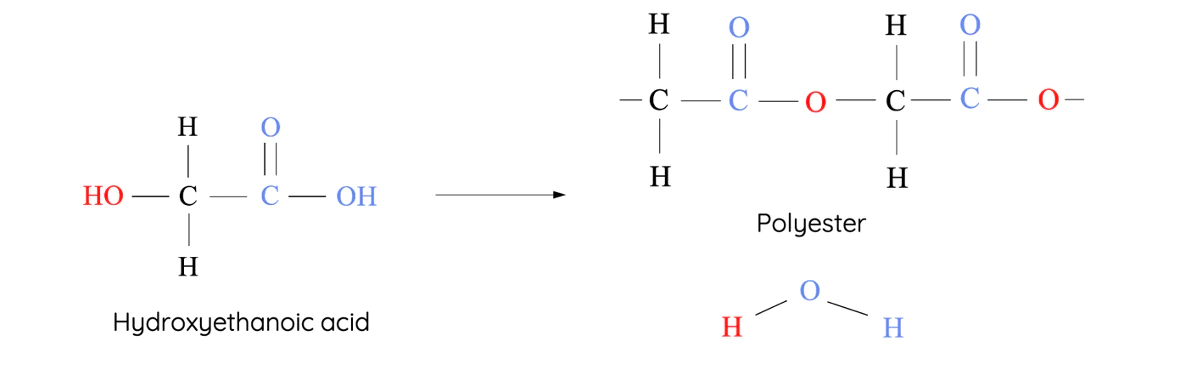 H O H O
C C O C C O
H H
H O
HO C C OH
H
Hydroxyethanoic acid
Polyester
O
H H